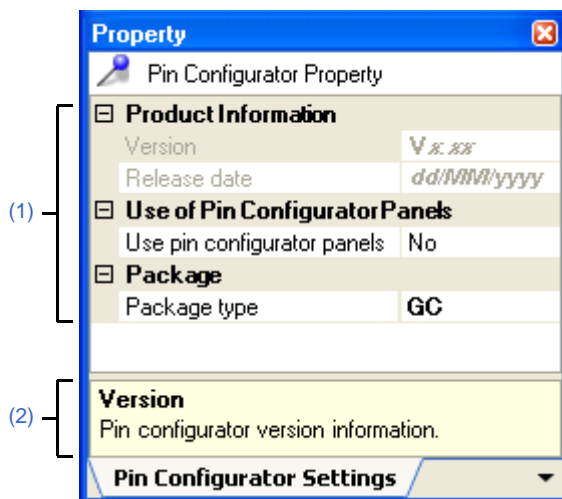 Property
Pin Configurator Property
Product Information
Version V x.xx
Release date dd/MM/yyyy
(1)
Use of Pin Configurator Panels
Use pin configurator panels No
Package
Package type GC
(2)
Version
Pin configurator version information.
Pin Configurator Settings